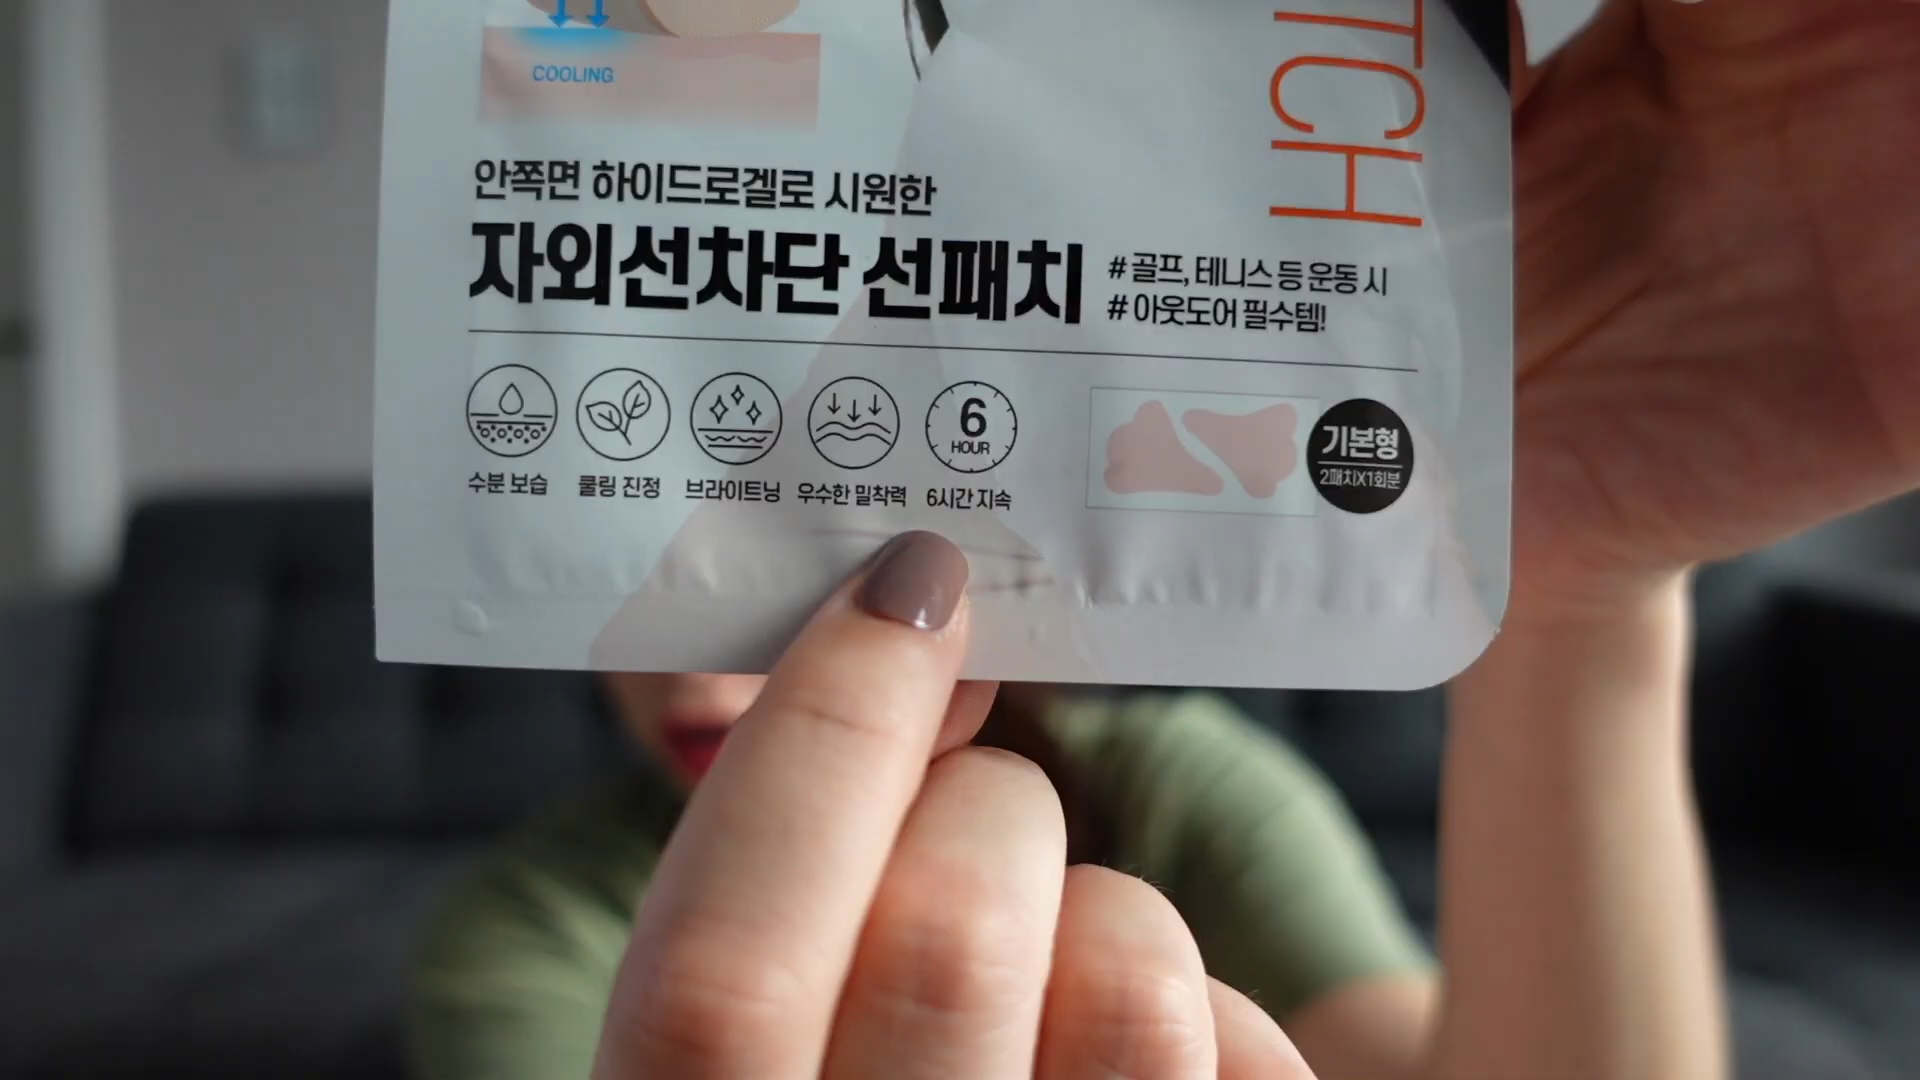 COOLING
TCH
안쪽면 하이드로겔로 시원한
자외선차단 선패치
# 골프, 테니스 등 운동 시
# 아웃도어 필수템!
6
HOUR
수분 보습
쿨링 진정
브라이트닝
우수한 밀착력
6시간 지속
기본형
2패치X1회분